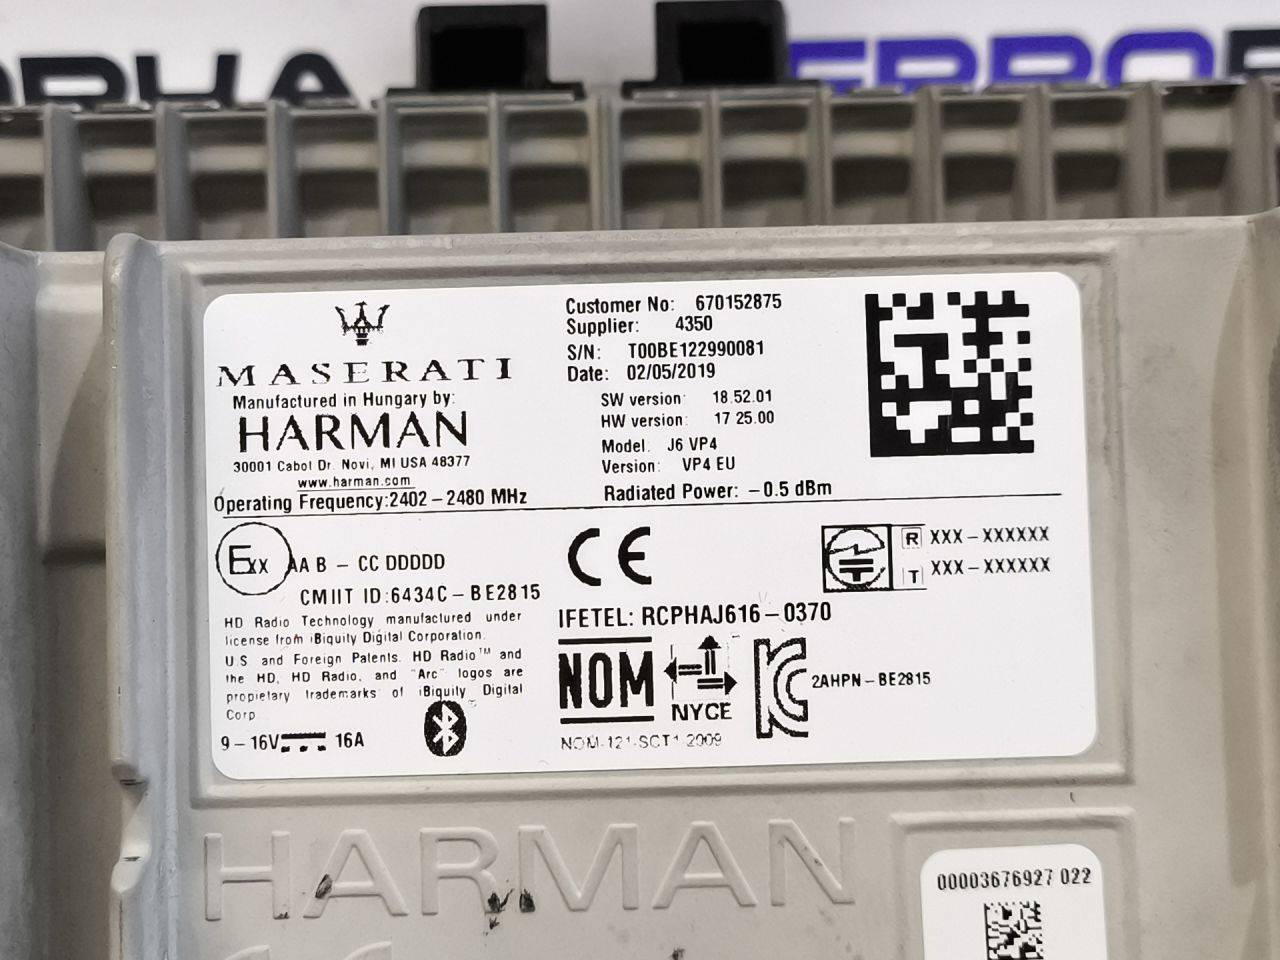 MASERATI
Manufactured in Hungary by:
HARMAN
30001 Cabot Dr. Novi, MI USA 48377
www.harman.com
Operating Frequency:2402-2480 MHz
Customer No: 670152875
Supplier: 4350
S/N: T00BE122990081
Date: 02/05/2019
SW version: 18.52.01
HW version: 17 25.00
Model: J6 VP4
Version: VP4 EU
Radiated Power: -0.5 dBm
Exx AA B - CC DDDDD
CMIIT ID:6434C-BE2815
HD Radio Technology manufactured under
license from iBiquity Digital Corporation.
U.S and Foreign Patents. HD Radio™ and
the HD, HD Radio, and "Arc" logos are
propietary trademarks of iBiquity Digital
Corp
9-16V 16A
CE
R XXX-XXXXXX
T XXX-XXXXXX
IFETEL: RCPHAJ616-0370
NOM
NYCE
2AHPN-BE2815
NOM-121-SCT1-2009
HARMAN
00003676927 022